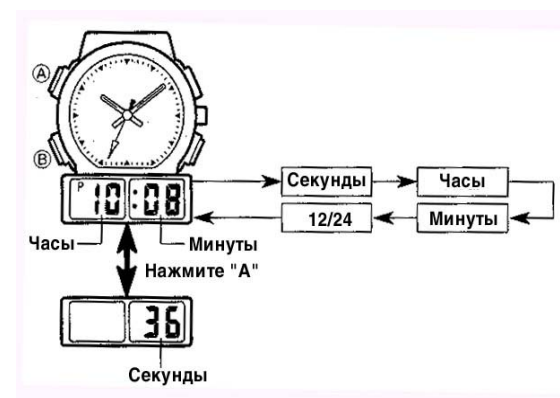 A
B
P 10:08
Секунды
Часы
12/24
Минуты
Часы
Минуты
Нажмите "А"
36
Секунды